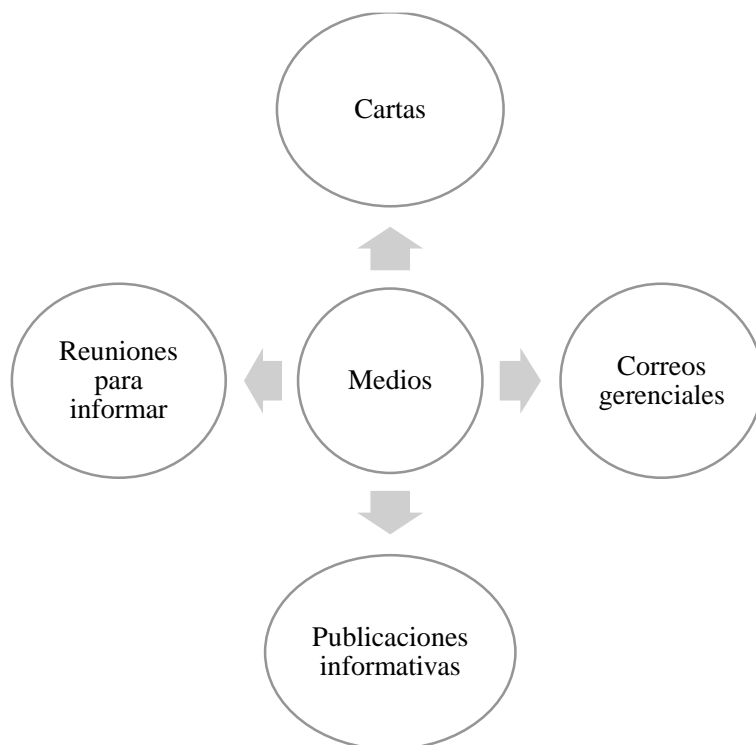 Cartas
Reuniones
para
informar
Medios
Correos
gerenciales
Publicaciones
informativas